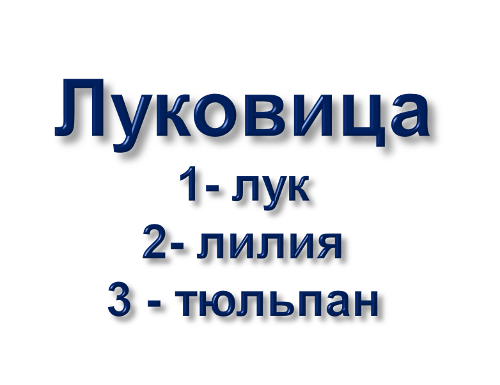 Луковица
1- лук
2- лилия
3 - тюльпан